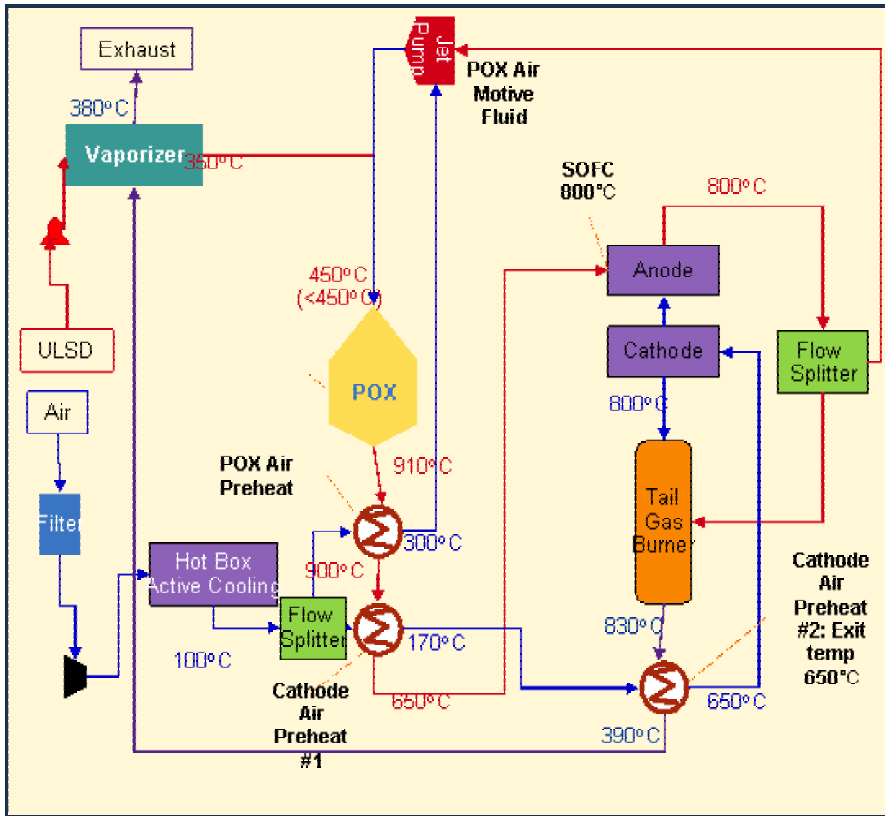 Exhaust
Jet
Pump
POX Air
Motive
Fluid
380°C
Vaporizer
350°C
SOFC
800°C
800°C
Anode
450°C
(<450°C)
ULSD
Cathode
Flow
Splitter
POX
Air
800°C
910°C
POX Air
Preheat
Tail
Gas
Burner
Filter
300°C
Hot Box
Active Cooling
900°C
Cathode
Air
Preheat
#2: Exit
temp
650°C
Flow
Splitter
830°C
170°C
100°C
Cathode
Air
Preheat
#1
650°C
650°C
390°C